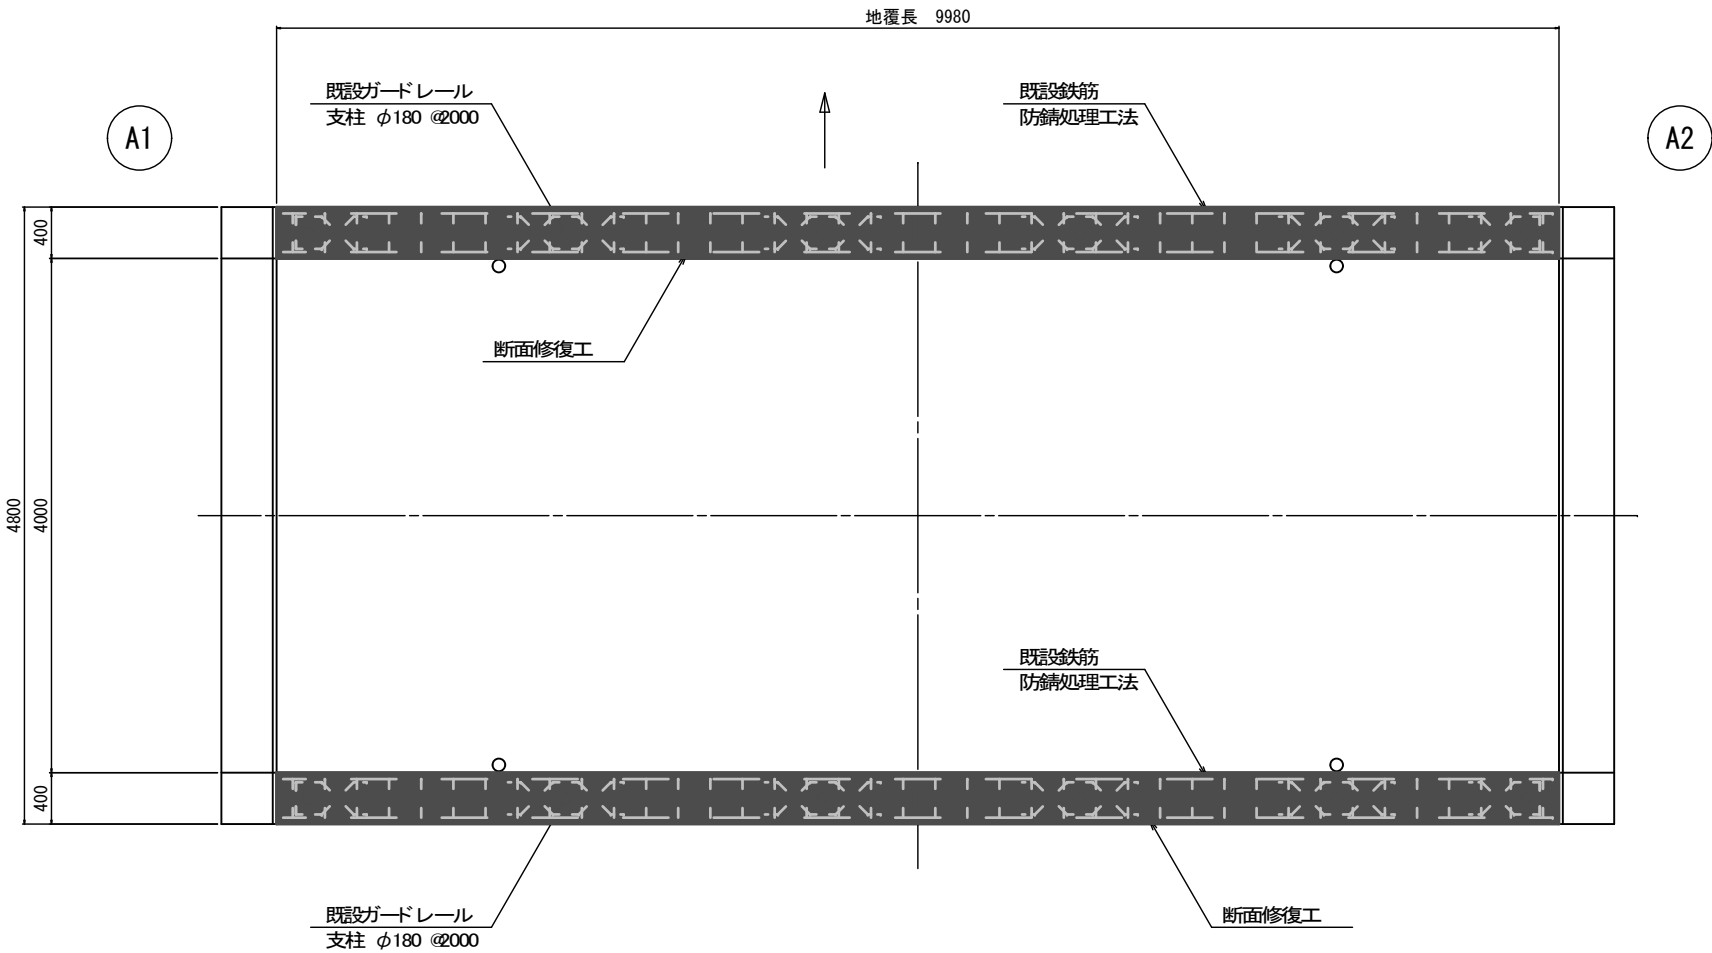 地覆長 9980
既設ガードレール
支柱 φ180 @2000
既設鉄筋
防錆処理工法
A1
A2
400
断面修復工
4800
4000
既設鉄筋
防錆処理工法
400
既設ガードレール
支柱 φ180 @2000
断面修復工